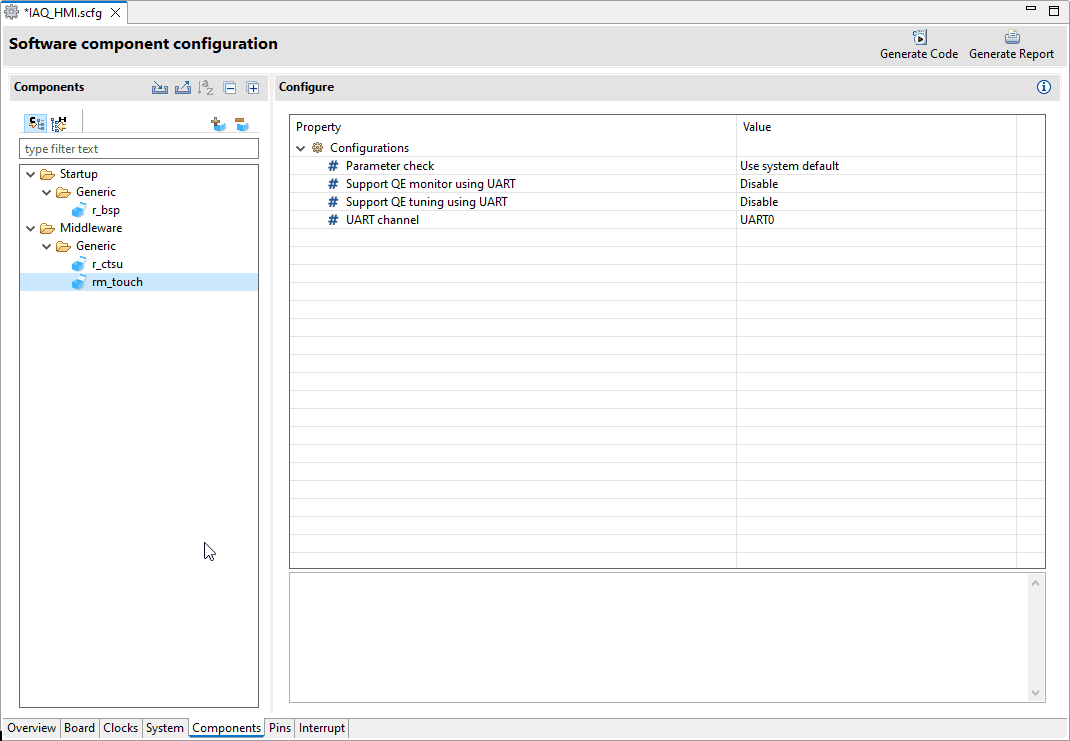 *IAQ_HMI.scfg
Software component configuration
Generate Code Generate Report
Components
Configure
type filter text
Startup
Generic
r_bsp
Middleware
Generic
r_ctsu
rm_touch
Property Value
Configurations
# Parameter check Use system default
# Support QE monitor using UART Disable
# Support QE tuning using UART Disable
# UART channel UART0
Overview Board Clocks System Components Pins Interrupt